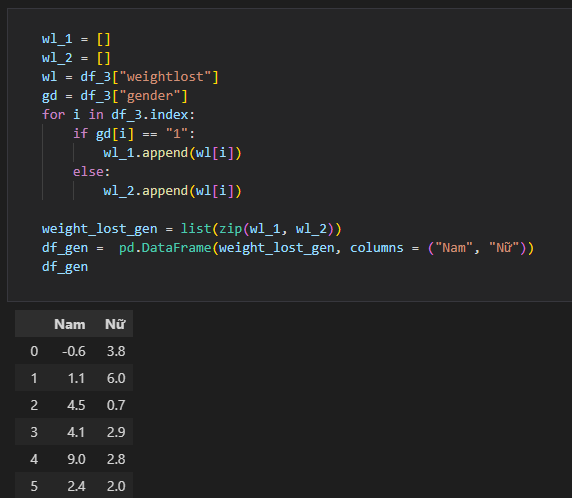 wl_1 = []
wl_2 = []
wl = df_3["weightlost"]
gd = df_3["gender"]
for i in df_3.index:
    if gd[i] == "1":
        wl_1.append(wl[i])
    else:
        wl_2.append(wl[i])

weight_lost_gen = list(zip(wl_1, wl_2))
df_gen =  pd.DataFrame(weight_lost_gen, columns = ("Nam", "Nữ"))
df_gen
Nam Nữ
0 -0.6 3.8
1 1.1 6.0
2 4.5 0.7
3 4.1 2.9
4 9.0 2.8
5 2.4 2.0